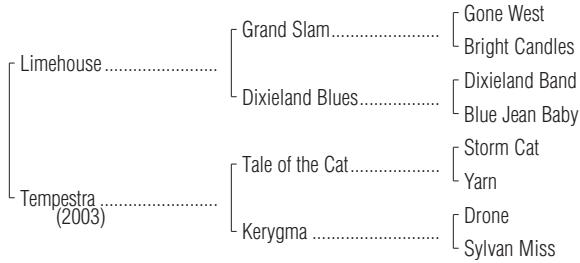 Gone West
Grand Slam
Bright Candles
Limehouse
Dixieland Band
Dixieland Blues
Blue Jean Baby
Storm Cat
Tale of the Cat
Yarn
Tempestra
(2003)
Drone
Kerygma
Sylvan Miss